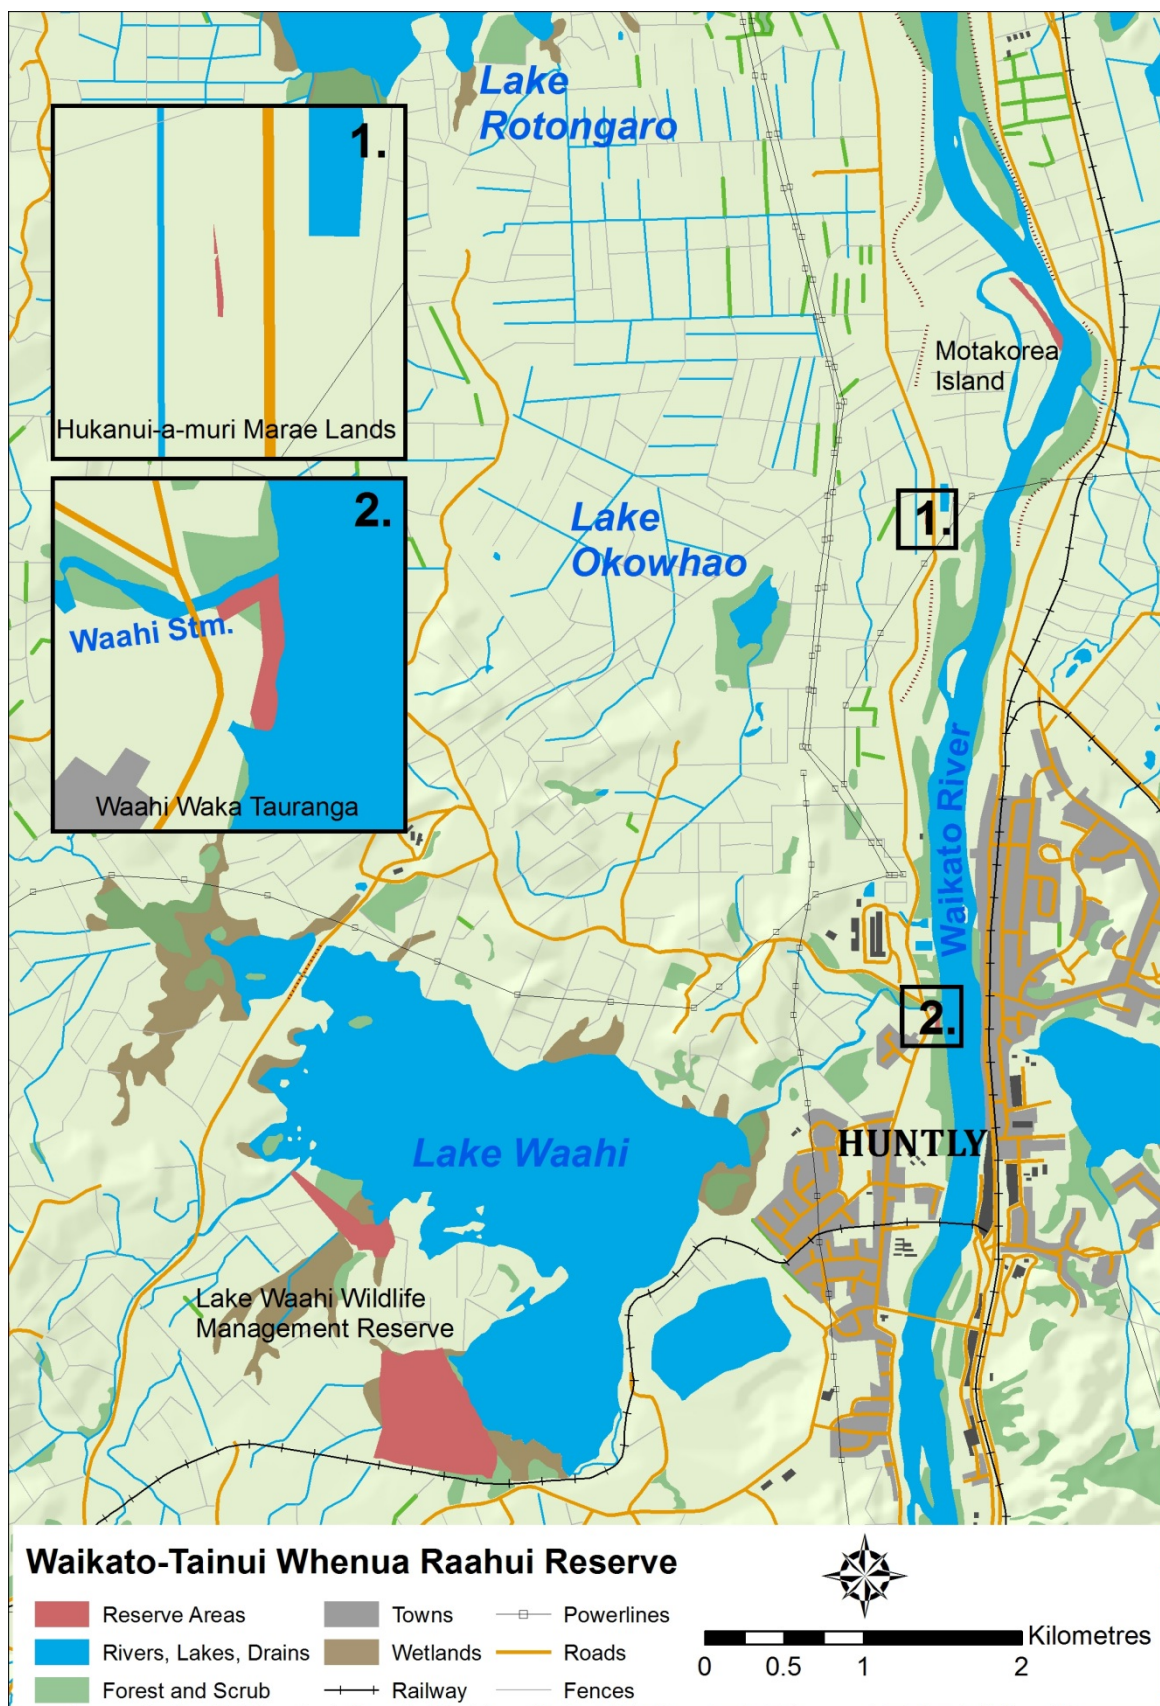 Lake
Rotongaro
1.
Hukanui-a-muri Marae Lands
Motakorea
Island
2.
Waahi Stm.
Waahi Waka Tauranga
Lake
Okowhao
1.
Waikato River
2.
HUNTLY
Lake Waahi
Lake Waahi Wildlife
Management Reserve
Waikato-Tainui Whenua Raahui Reserve
Reserve Areas
Towns
Powerlines
Rivers, Lakes, Drains
Wetlands
Roads
Forest and Scrub
Railway
Fences
Kilometres
0 0.5 1 2